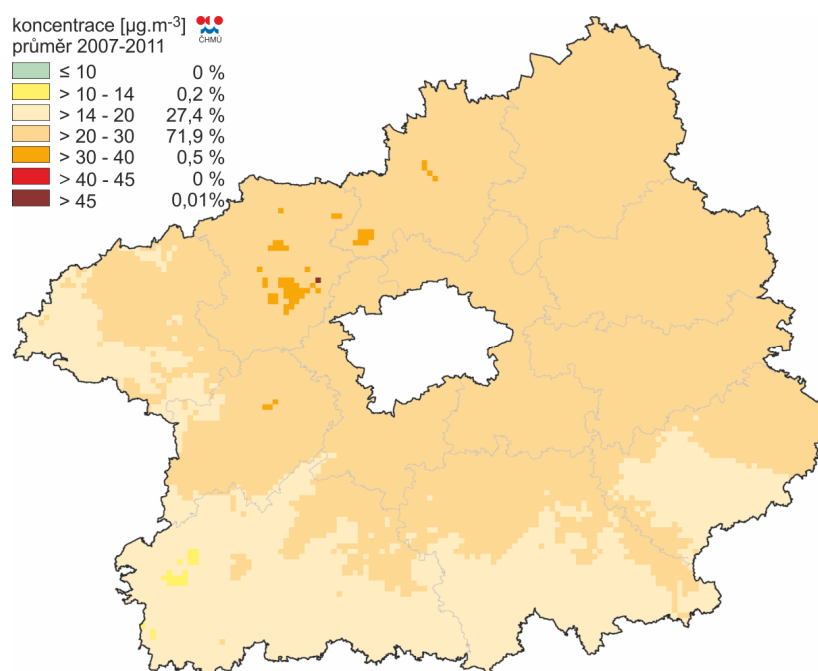 koncentrace [µg.m-3]
ČHMÚ
průměr 2007-2011
≤ 10 0 %
> 10 - 14 0,2 %
> 14 - 20 27,4 %
> 20 - 30 71,9 %
> 30 - 40 0,5 %
> 40 - 45 0 %
> 45 0,01%